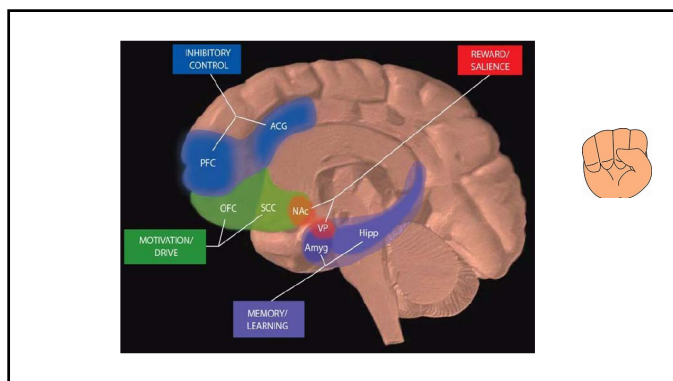 INHIBITORY
CONTROL
REWARD/
SALIENCE
ACG
PFC
OFC
SCC
NAc
VP
Hipp
Amyg
MOTIVATION/
DRIVE
MEMORY/
LEARNING